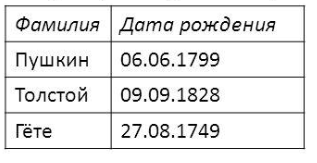 Фамилия Дата рождения
Пушкин 06.06.1799
Толстой 09.09.1828
Гёте 27.08.1749